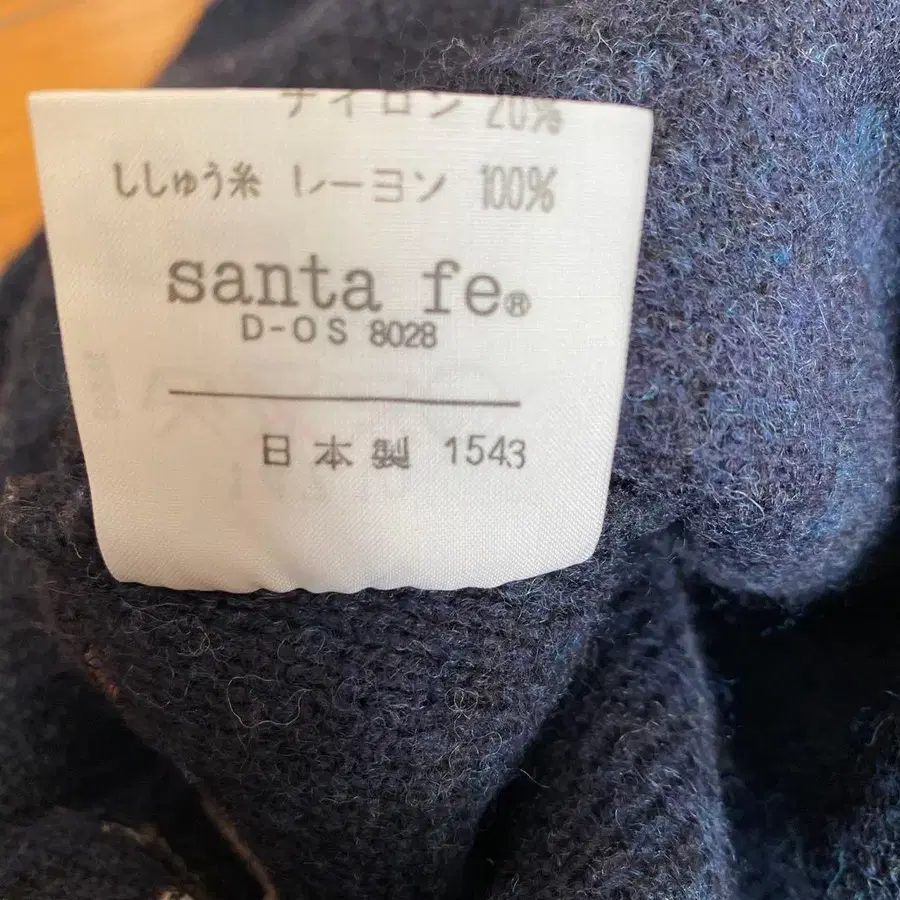 ナイロン 20%
ししゅう糸 レーヨン 100%
santa fe®
D-OS 8028
日本製 1543